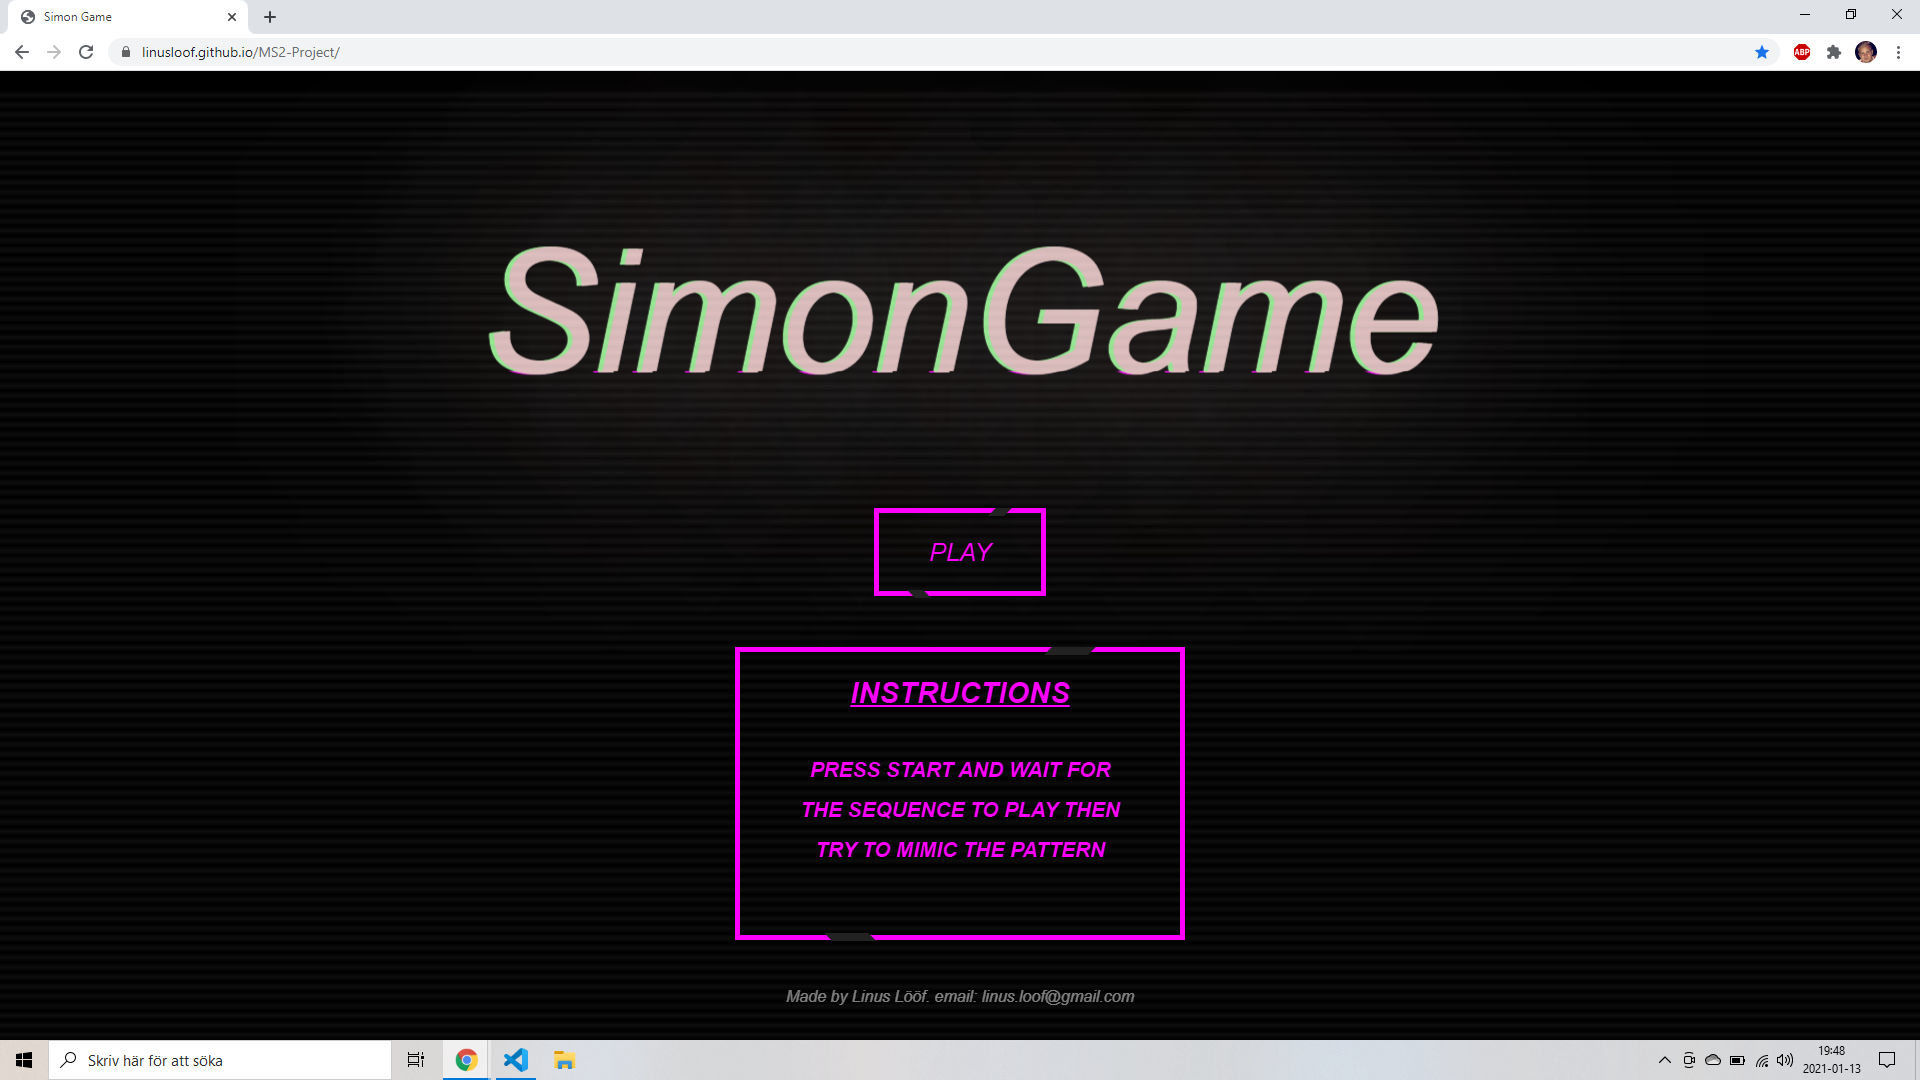 Simon Game
linusloof.github.io/MS2-Project/
ABP
SimonGame
PLAY
INSTRUCTIONS
PRESS START AND WAIT FOR
THE SEQUENCE TO PLAY THEN
TRY TO MIMIC THE PATTERN
Made by Linus Lööf. email: linus.loof@gmail.com
Skriv här för att söka
19:48
2021-01-13